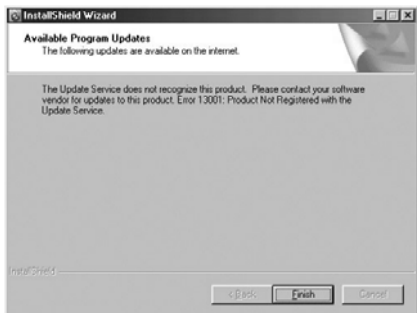 InstallShield Wizard
Available Program Updates
The following updates are available on the internet.
The Update Service does not recognize this product. Please contact your software
vendor for updates to this product. Error 13001: Product Not Registered with the
Update Service.
InstallShield
< Back
Finish
Cancel